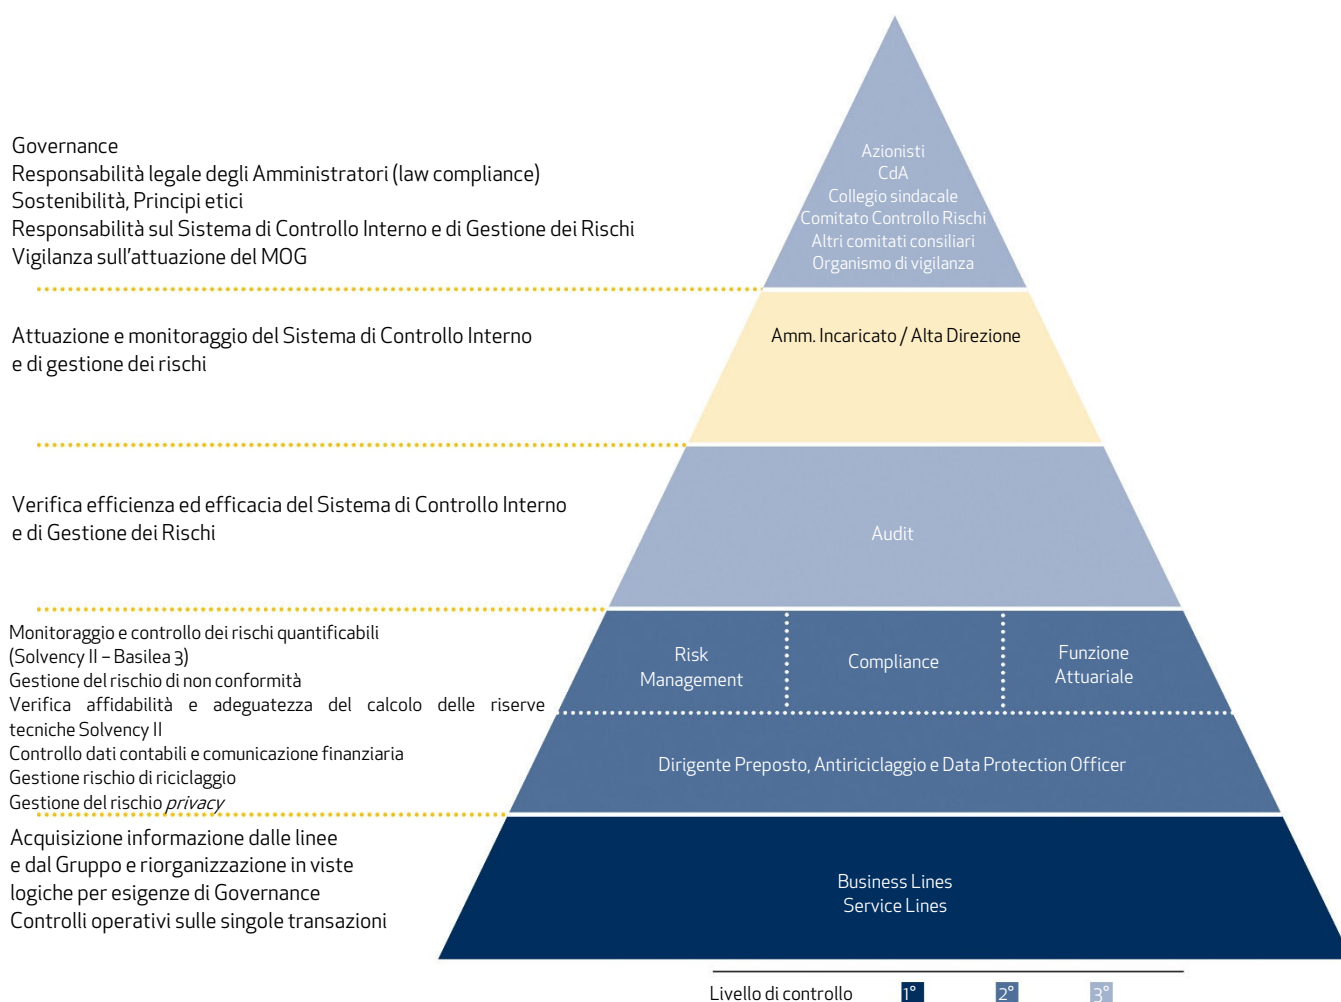 Governance
Responsabilità legale degli Amministratori (law compliance)
Sostenibilità, Principi etici
Responsabilità sul Sistema di Controllo Interno e di Gestione dei Rischi
Vigilanza sull'attuazione del MOG
Azionisti
CdA
Collegio sindacale
Comitato Controllo Rischi
Altri comitati consiliari
Organismo di vigilanza
Attuazione e monitoraggio del Sistema di Controllo Interno
e di gestione dei rischi
Amm. Incaricato / Alta Direzione
Verifica efficienza ed efficacia del Sistema di Controllo Interno
e di Gestione dei Rischi
Audit
Monitoraggio e controllo dei rischi quantificabili
(Solvency II – Basilea 3)
Gestione del rischio di non conformità
Verifica affidabilità e adeguatezza del calcolo delle riserve
tecniche Solvency II
Controllo dati contabili e comunicazione finanziaria
Gestione rischio di riciclaggio
Gestione del rischio privacy
Risk
Management
Compliance
Funzione
Attuariale
Dirigente Preposto, Antiriciclaggio e Data Protection Officer
Acquisizione informazione dalle linee
e dal Gruppo e riorganizzazione in viste
logiche per esigenze di Governance
Controlli operativi sulle singole transazioni
Business Lines
Service Lines
Livello di controllo 1° 2° 3°